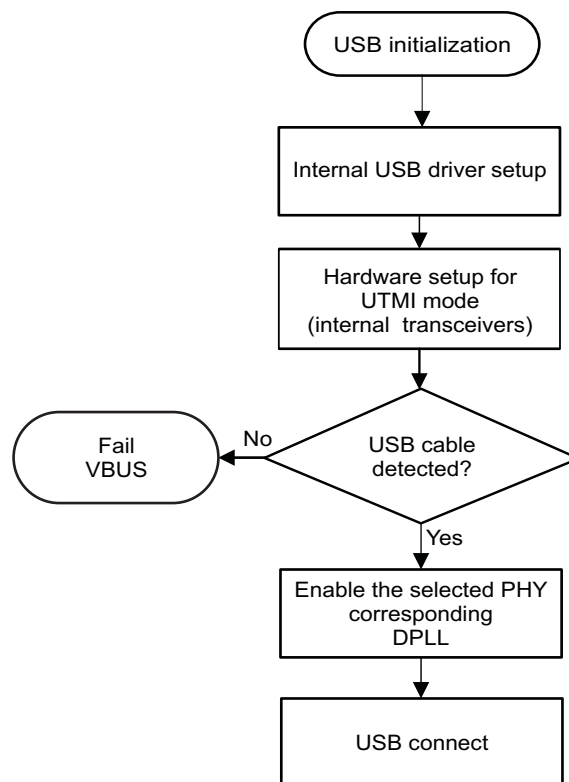 USB initialization
Internal USB driver setup
Hardware setup for
UTMI mode
(internal transceivers)
USB cable
detected?
No
Fail
VBUS
Yes
Enable the selected PHY
corresponding
DPLL
USB connect